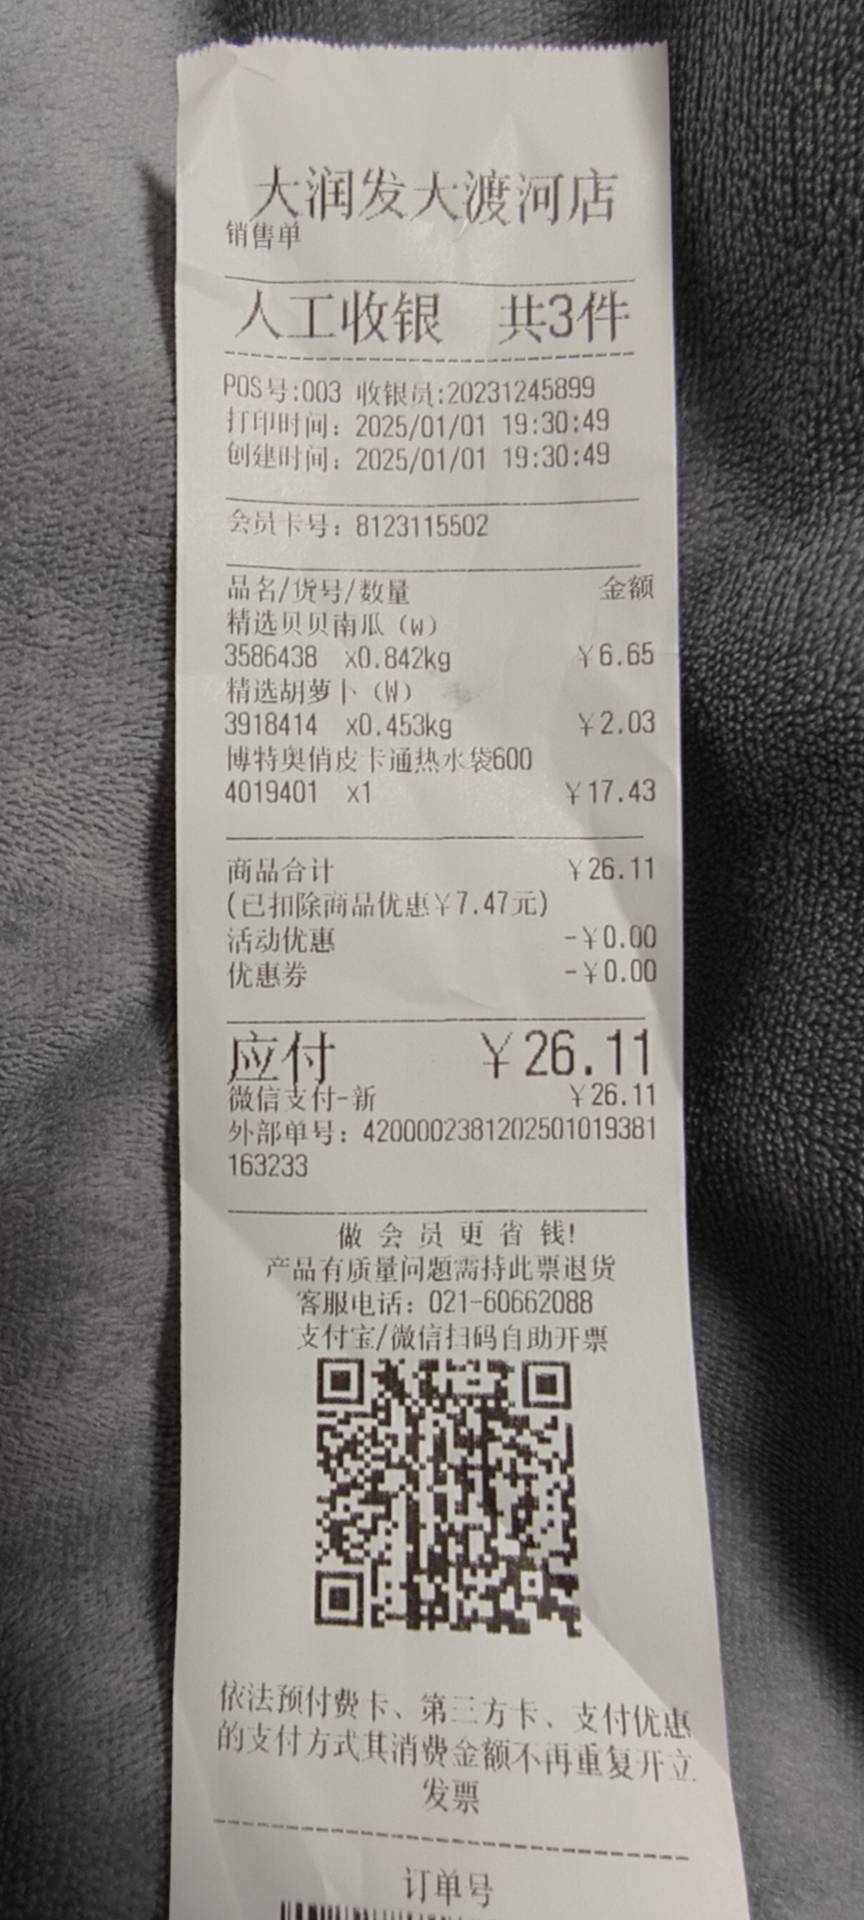 大润发大渡河店
销售单
人工收银 共3件
POS号:003 收银员:20231245899
打印时间：2025/01/01 19:30:49
创建时间：2025/01/01 19:30:49
会员卡号：8123115502
品名/货号/数量 金额
精选贝贝南瓜（w）
3586438 x0.842kg ￥6.65
精选胡萝卜（W）
3918414 x0.453kg ￥2.03
博特奥俏皮卡通热水袋600
4019401 x1 ￥17.43
商品合计 ￥26.11
(已扣除商品优惠￥7.47元)
活动优惠 -￥0.00
优惠券 -￥0.00
应付 ￥26.11
微信支付-新 ￥26.11
外部单号：4200002381202501019381
163233
做会员更省钱!
产品有质量问题需持此票退货
客服电话：021-60662088
支付宝/微信扫码自助开票
依法预付费卡、第三方卡、支付优惠
的支付方式其消费金额不再重复开立
发票
订单号